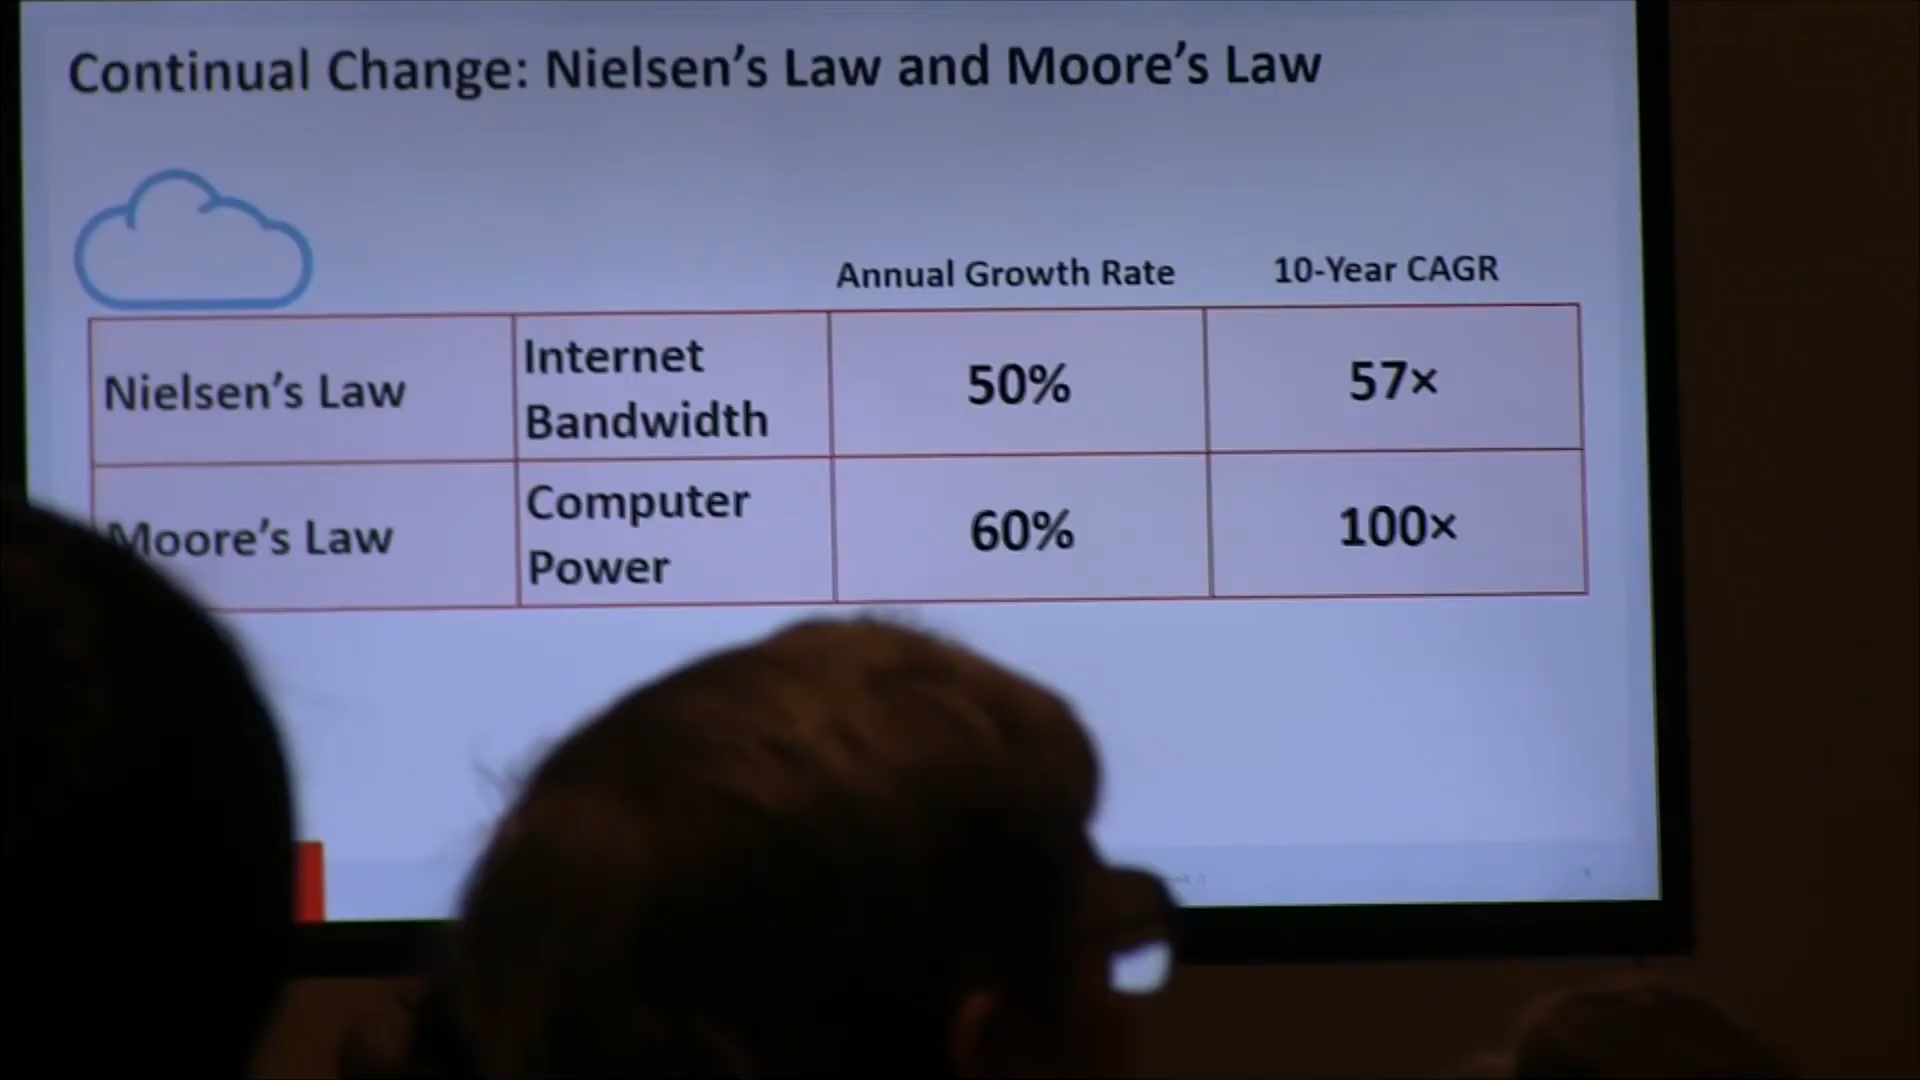 Continual Change: Nielsen's Law and Moore's Law
Annual Growth Rate 10-Year CAGR
Nielsen's Law
Internet
Bandwidth
50%
57×
Moore's Law
Computer
Power
60%
100×